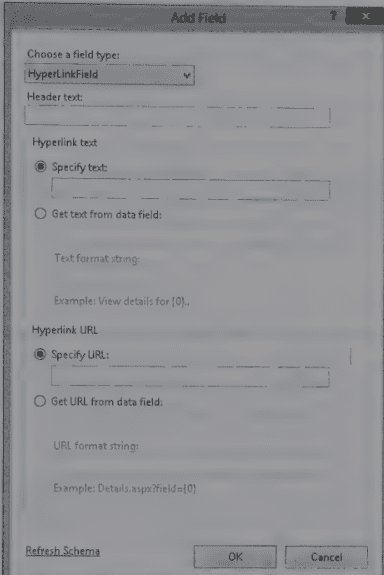 Add Field
? ×
Choose a field type:
HyperLinkField
Header text:
Hyperlink text
Specify text:
Get text from data field:
Text format string:
Example: View details for {0}..
Hyperlink URL
Specify URL:
Get URL from data field:
URL format string:
Example: Details.aspx?field={0}
Refresh Schema
OK
Cancel